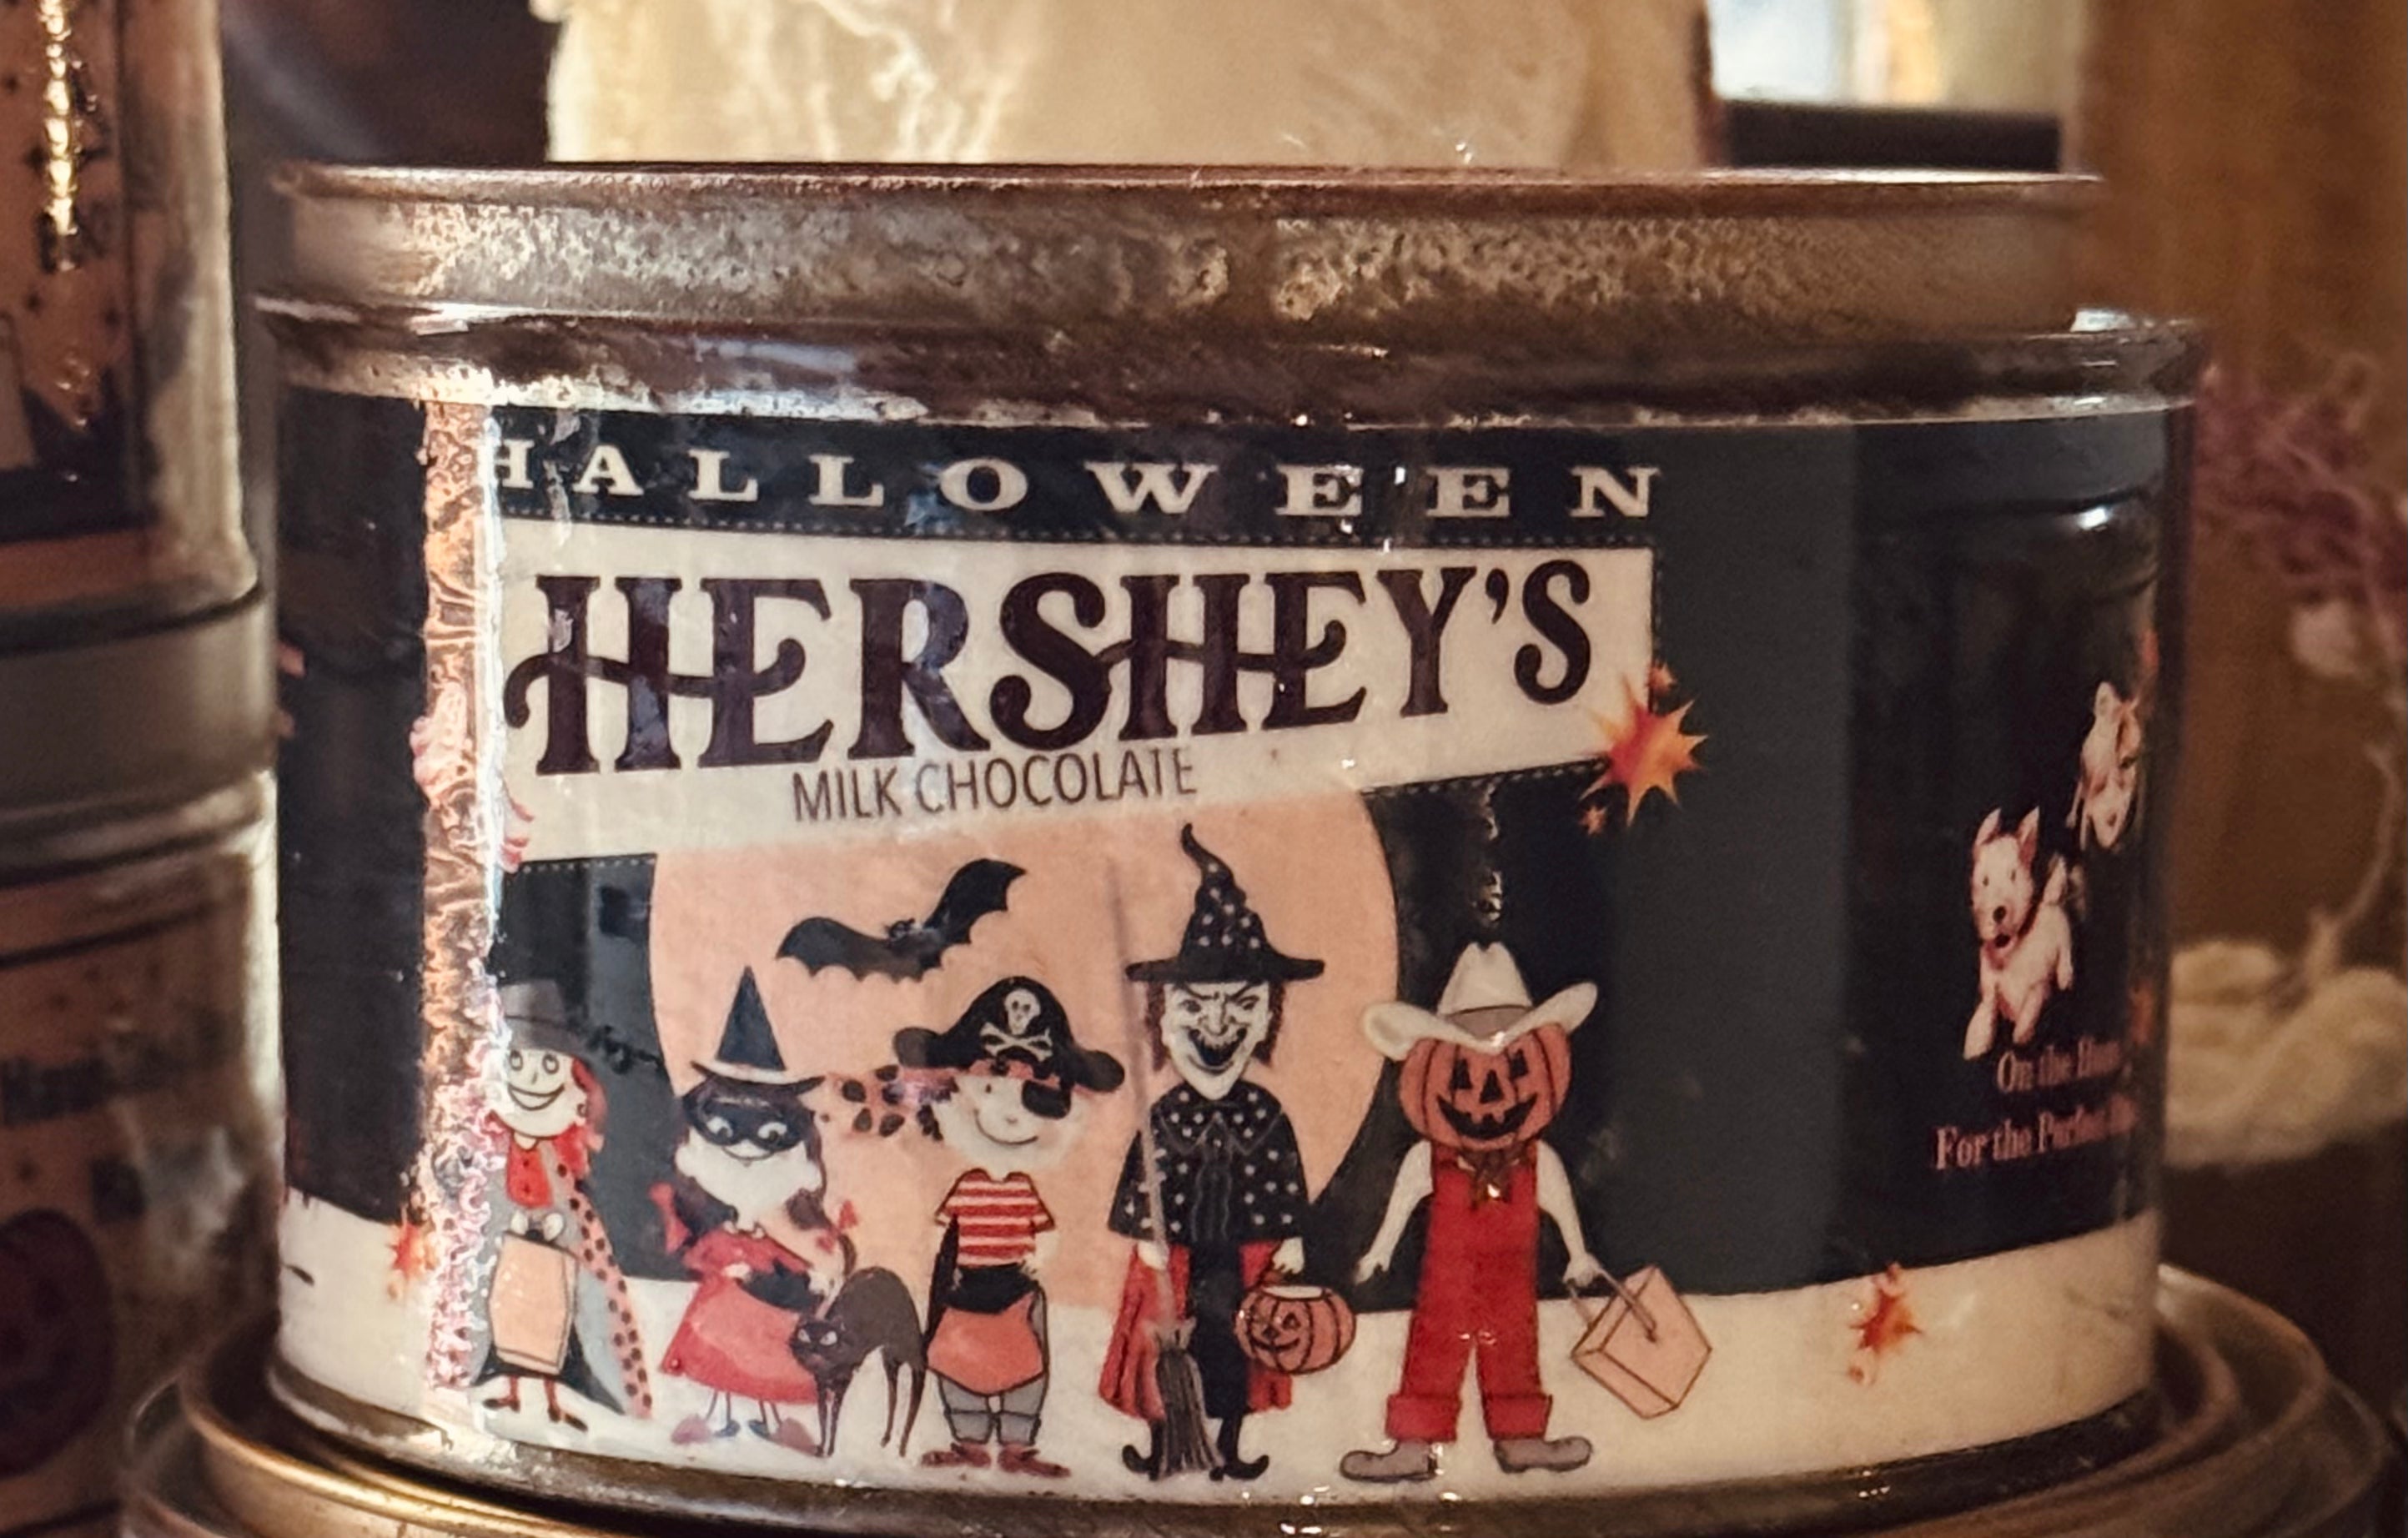 HALLOWEEN
HERSHEY'S
MILK CHOCOLATE
On the
For the